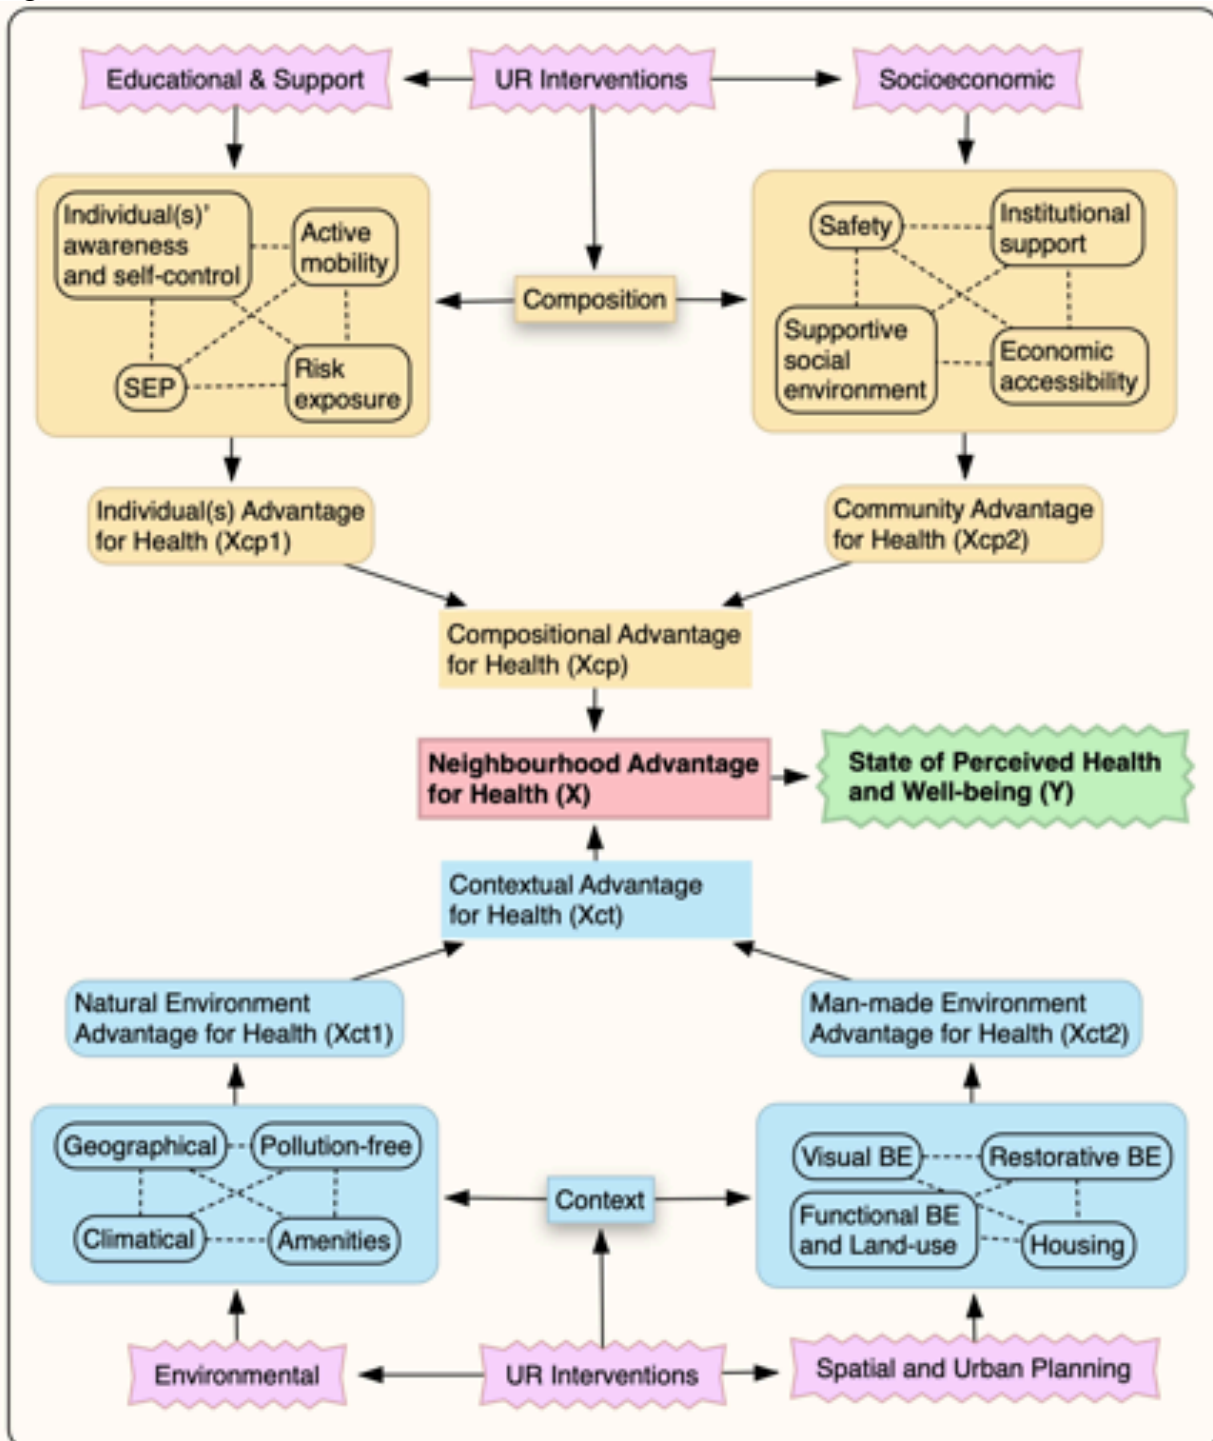 Educational & Support
UR Interventions
Socioeconomic
Individual(s)'
awareness
and self-control
Active
mobility
SEP
Risk
exposure
Composition
Safety
Institutional
support
Supportive
social
environment
Economic
accessibility
Individual(s) Advantage
for Health (Xcp1)
Community Advantage
for Health (Xcp2)
Compositional Advantage
for Health (Xcp)
Neighbourhood Advantage
for Health (X)
State of Perceived Health
and Well-being (Y)
Contextual Advantage
for Health (Xct)
Natural Environment
Advantage for Health (Xct1)
Man-made Environment
Advantage for Health (Xct2)
Geographical
Pollution-free
Climatical
Amenities
Context
Visual BE
Restorative BE
Functional BE
and Land-use
Housing
Environmental
UR Interventions
Spatial and Urban Planning